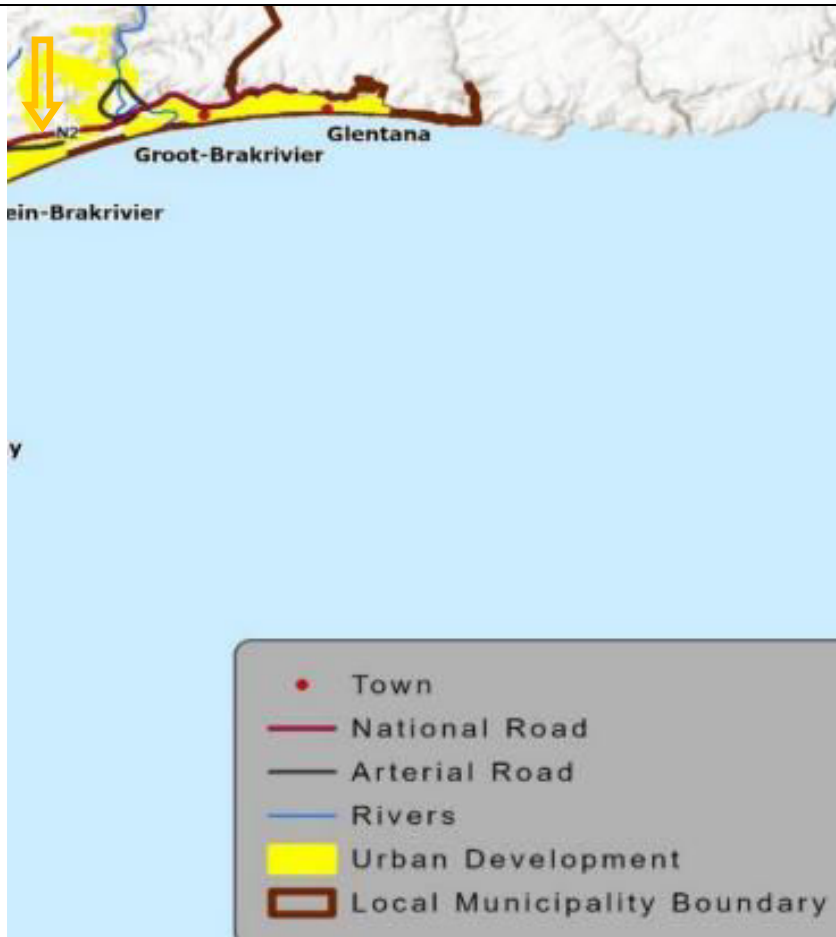 N2
Glentana
Groot-Brakrivier
ein-Brakrivier
y
Town
National Road
Arterial Road
Rivers
Urban Development
Local Municipality Boundary